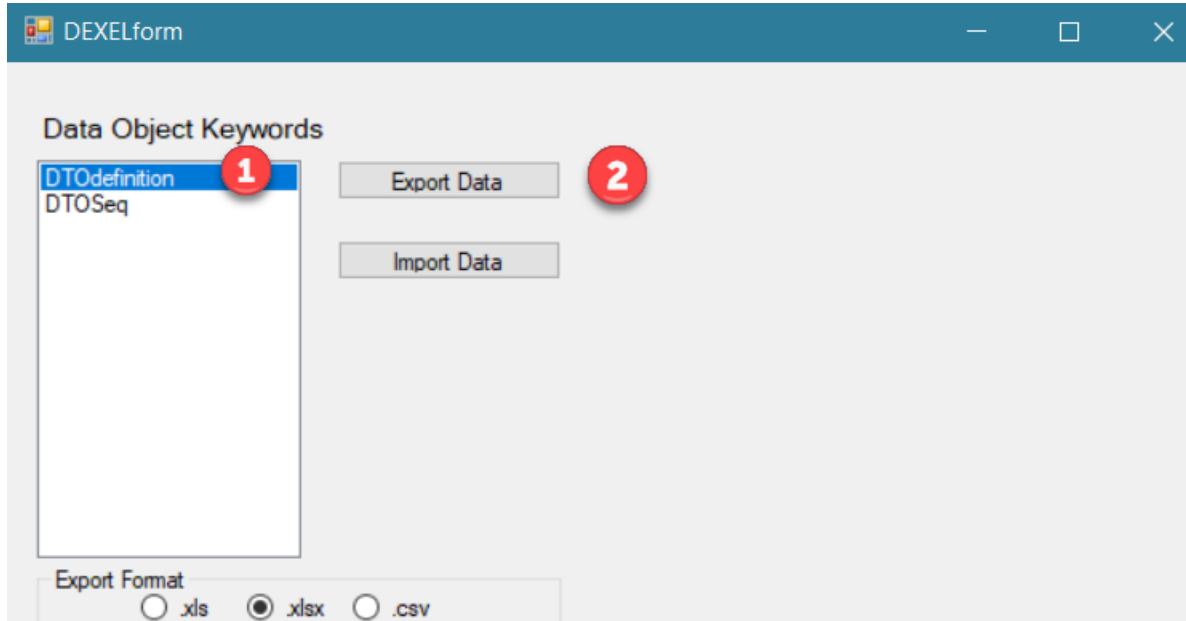 DEXELform
Data Object Keywords
DTOdefinition
DTOSeq
1
Export Data
2
Import Data
Export Format
.xls
.xlsx
.csv